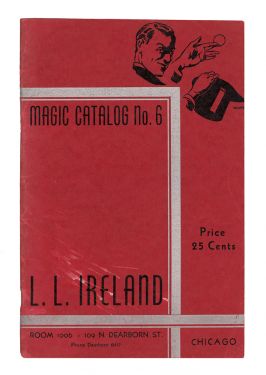 MAGIC CATALOG No. 6
Price
25 Cents
L. L. IRELAND
ROOM 1006 - 109 N. DEARBORN ST.
CHICAGO